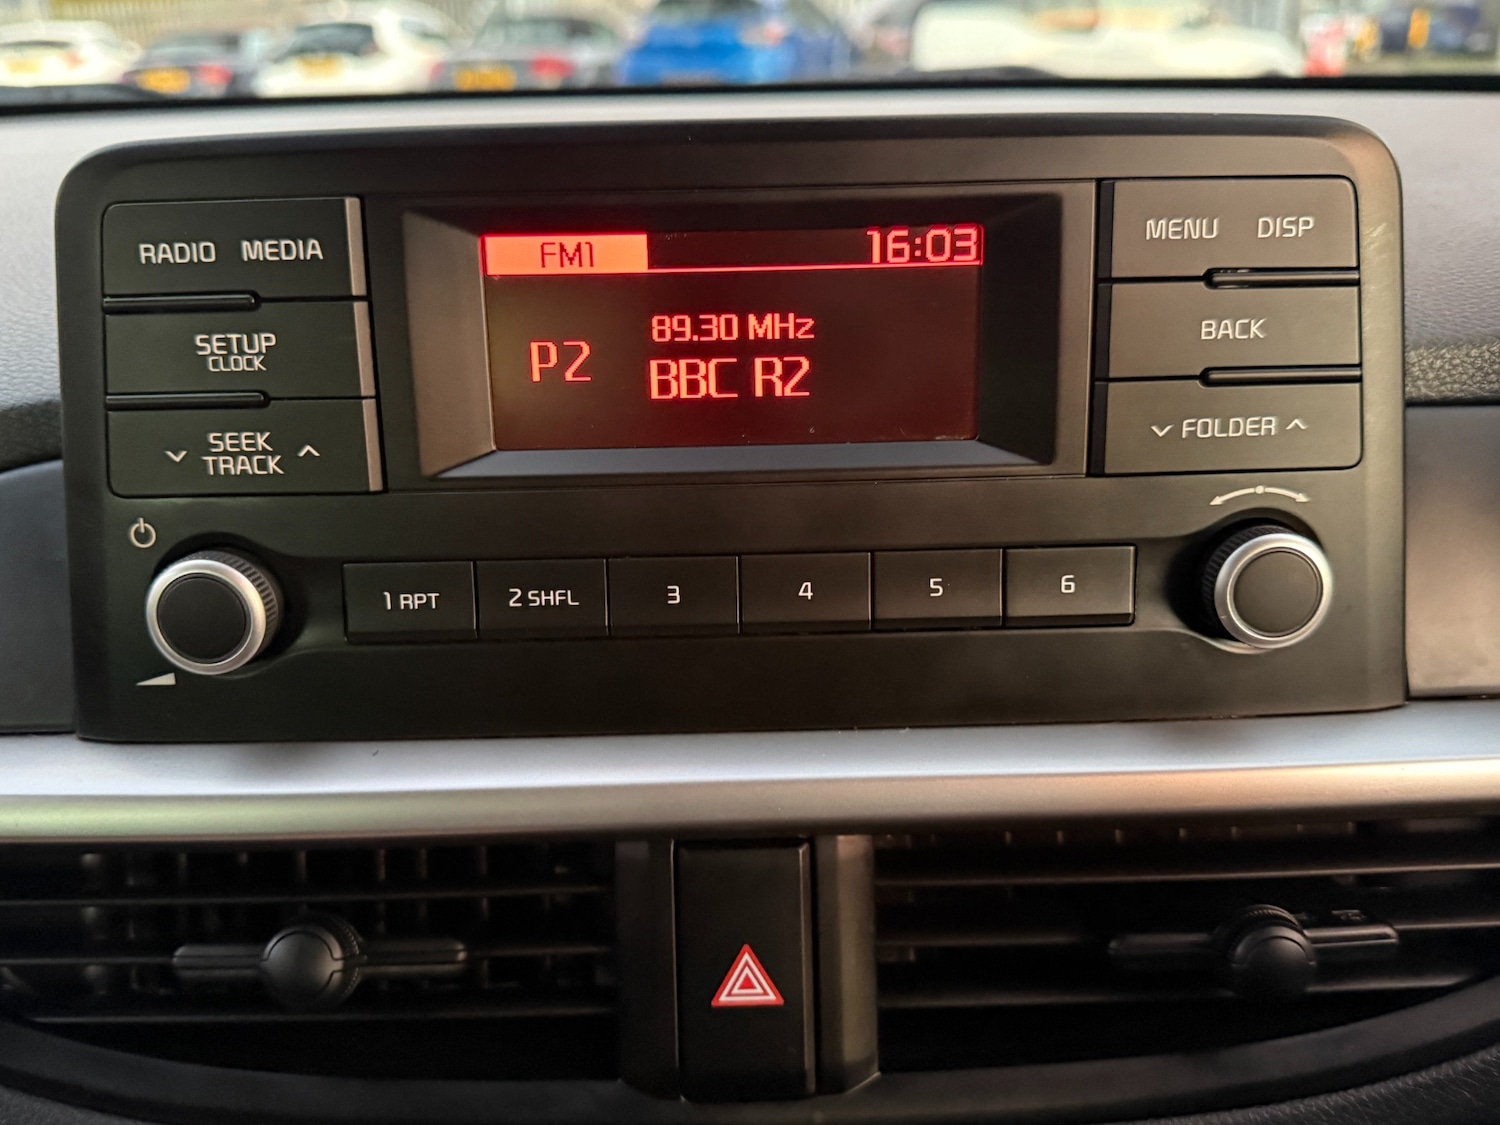 RADIO MEDIA
SETUP
CLOCK
SEEK
TRACK
FM1 16:03
89.30 MHz
P2
BBC R2
MENU DISP
BACK
FOLDER
1 RPT
2 SHFL
3
4
5
6